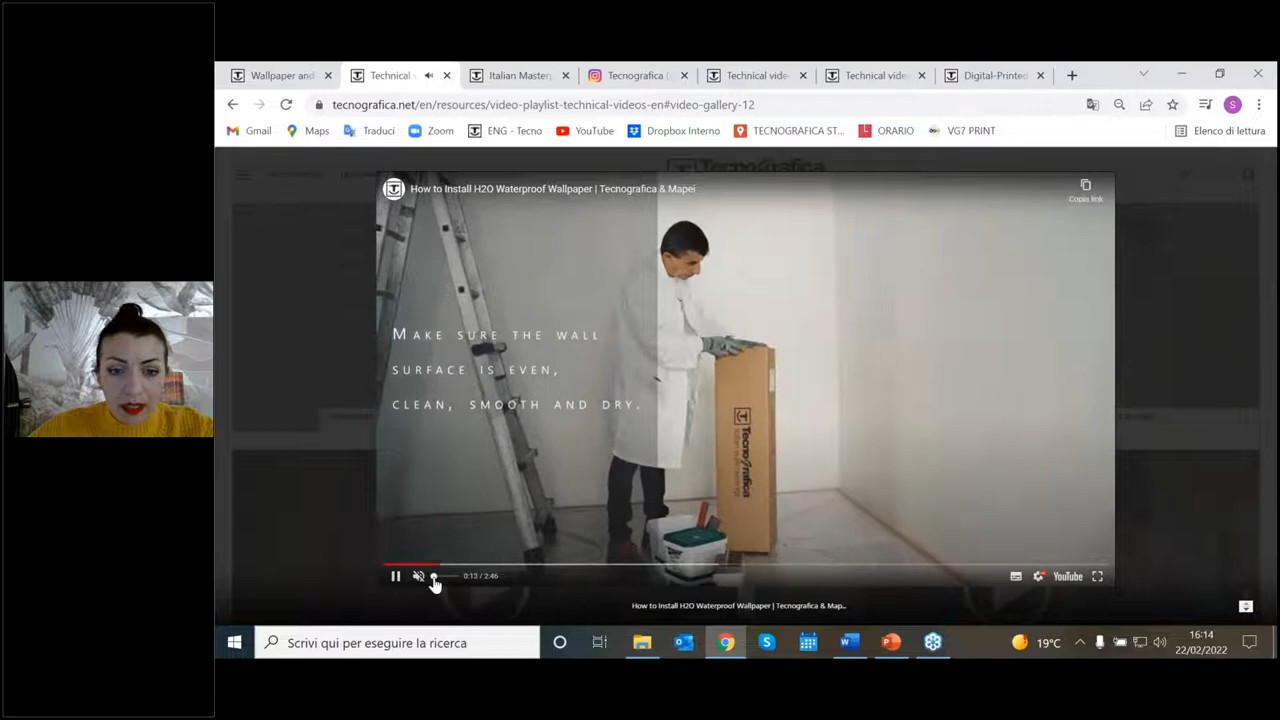 Wallpaper and
Technical
Italian Masterp
Tecnografica (
Technical vide
Technical vide
Digital-Printed
tecnografica.net/en/resources/video-playlist-technical-videos-en#video-gallery-12
S
Gmail
Maps
Traduci
Zoom
ENG - Tecno
YouTube
Dropbox Interno
TECNOGRAFICA ST...
ORARIO
VG7 PRINT
Elenco di lettura
Tecnografica
How to Install H2O Waterproof Wallpaper | Tecnografica & Mapei
Copia link
MAKE SURE THE WALL
SURFACE IS EVEN,
CLEAN, SMOOTH AND DRY.
Tecnografica
0:13 / 2:46
YouTube
How to Install H2O Waterproof Wallpaper | Tecnografica & Map...
Scrivi qui per eseguire la ricerca
19°C
16:14
22/02/2022